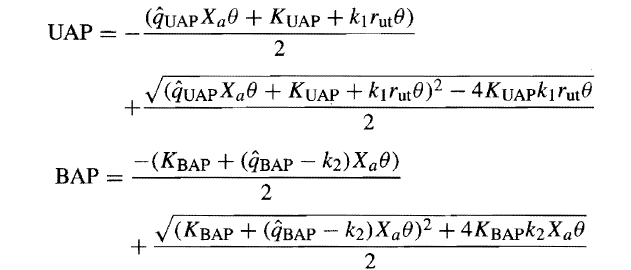 UAP = −(q̂_UAP X_a θ + K_UAP + k_1 r_ut θ) / 2
+ √((q̂_UAP X_a θ + K_UAP + k_1 r_ut θ)² − 4K_UAP k_1 r_ut θ) / 2
BAP = −(K_BAP + (q̂_BAP − k_2)X_a θ) / 2
+ √((K_BAP + (q̂_BAP − k_2)X_a θ)² + 4K_BAP k_2 X_a θ) / 2